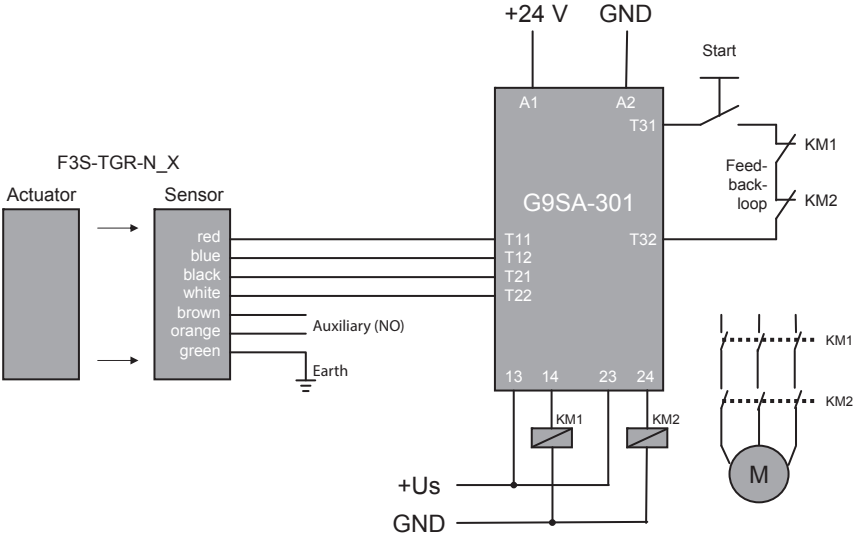 +24 V GND
Start
A1 A2
T31
KM1
Feed-
back-
loop
KM2
F3S-TGR-N_X
Actuator Sensor
G9SA-301
red
blue
black
white
brown
orange
green
T11
T12
T21
T22
T32
Auxiliary (NO)
Earth
13 14 23 24
KM1 KM2
+Us
GND
KM1
KM2
M